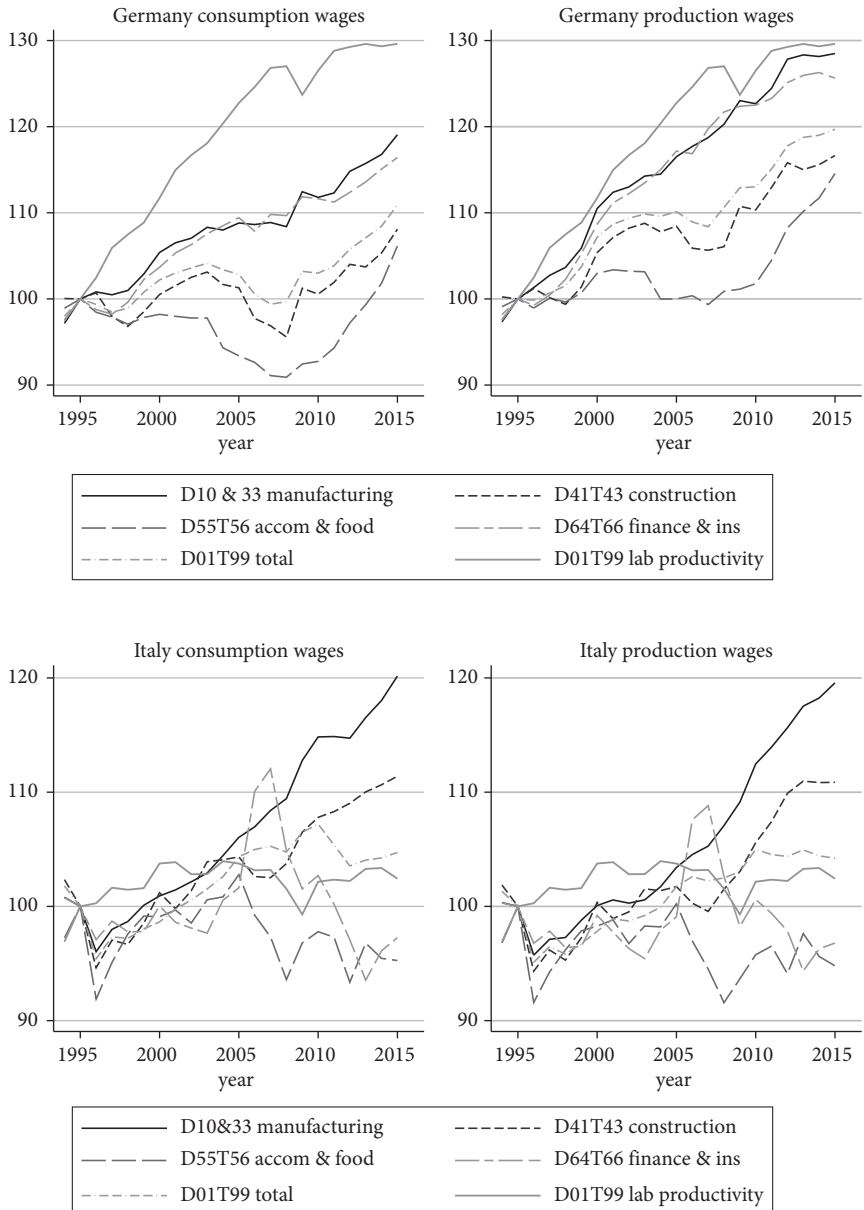 Germany consumption wages
Germany production wages
130
120
110
100
90
1995 2000 2005 2010 2015
year
130
120
110
100
90
1995 2000 2005 2010 2015
year
D10 & 33 manufacturing
D41T43 construction
D55T56 accom & food
D64T66 finance & ins
D01T99 total
D01T99 lab productivity
Italy consumption wages
Italy production wages
120
110
100
90
1995 2000 2005 2010 2015
year
120
110
100
90
1995 2000 2005 2010 2015
year
D10&33 manufacturing
D41T43 construction
D55T56 accom & food
D64T66 finance & ins
D01T99 total
D01T99 lab productivity